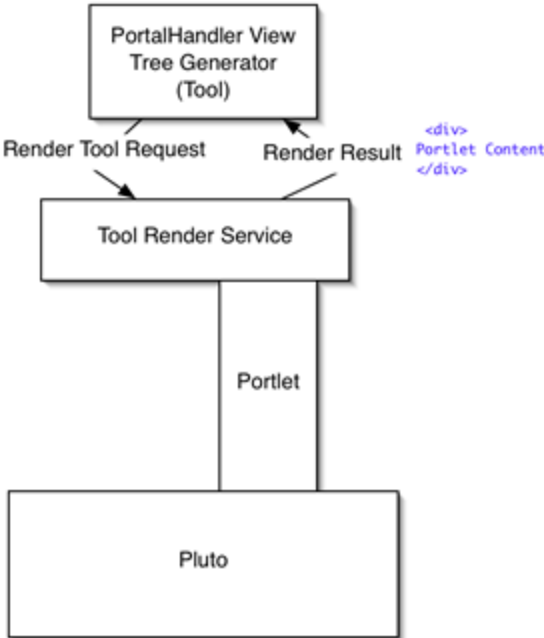 PortalHandler View
Tree Generator
(Tool)
Render Tool Request
Render Result
<div>
Portlet Content
</div>
Tool Render Service
Portlet
Pluto